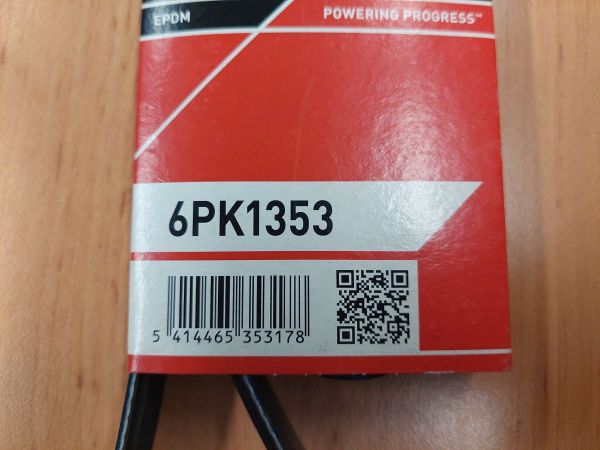 EPDM
POWERING PROGRESS™
6PK1353
5 414465 353178